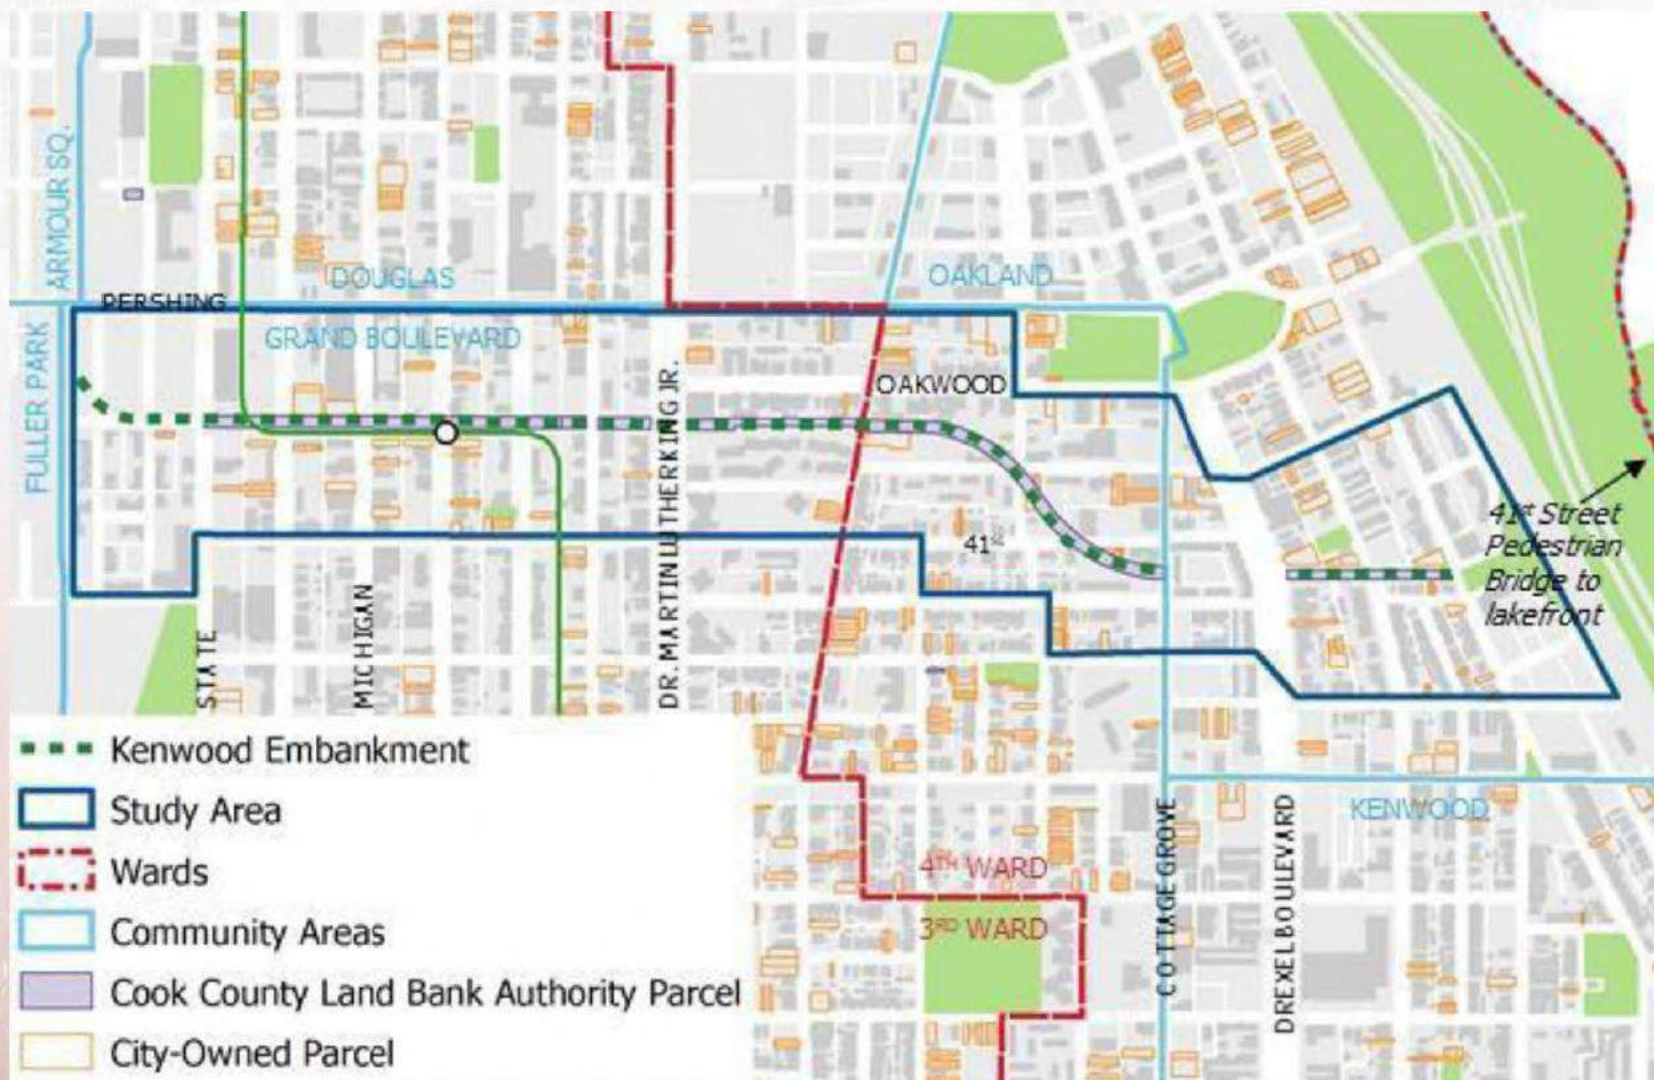 ARMOUR SQ.
DOUGLAS
OAKLAND
PERSHING
GRAND BOULEVARD
FULLER PARK
OAKWOOD
DR. MARTIN LUTHER KING JR.
41ST
41st Street
Pedestrian
Bridge to
lakefront
STATE
MICHIGAN
COTTAGE GROVE
DREXEL BOULEVARD
KENWOOD
4TH WARD
3RD WARD
Kenwood Embankment
Study Area
Wards
Community Areas
Cook County Land Bank Authority Parcel
City-Owned Parcel